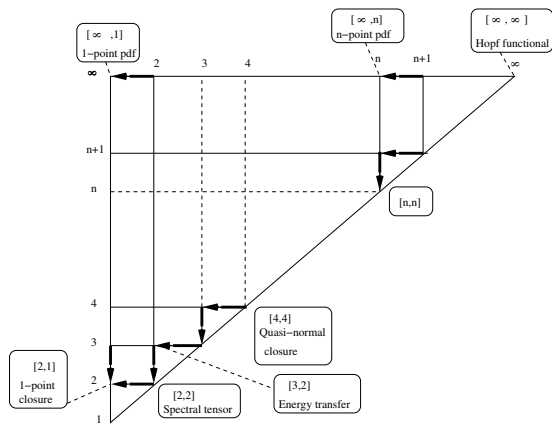 [∞ ,1]
1-point pdf
[∞ ,n]
n-point pdf
[∞ , ∞]
Hopf functional
∞
2
3
4
n
n+1
∞
n+1
n
4
3
2
1
[n,n]
[4,4]
Quasi-normal
closure
[2,1]
1-point
closure
[2,2]
Spectral tensor
[3,2]
Energy transfer